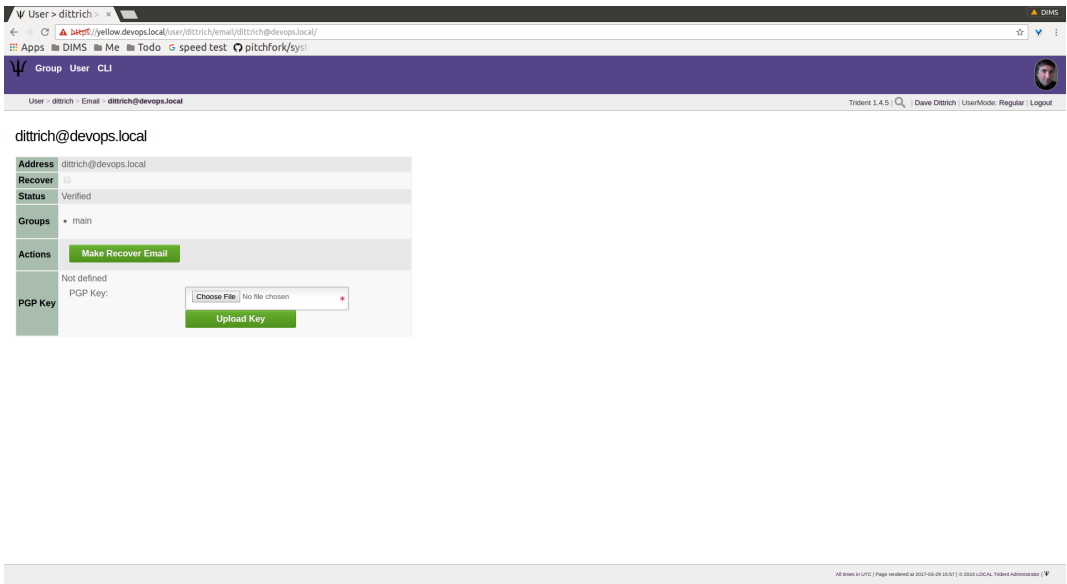 User > dittrich >
DIMS
https://yellow.devops.local/user/dittrich/email/dittrich@devops.local/
Apps DIMS Me Todo speed test pitchfork/syst
Group User CLI
User > dittrich > Email > dittrich@devops.local
Trident 1.4.5 | | Dave Dittrich | UserMode: Regular | Logout
dittrich@devops.local
Address dittrich@devops.local
Recover
Status Verified
Groups main
Actions Make Recover Email
Not defined
PGP Key PGP Key:
Choose File No file chosen *
Upload Key
All times in UTC | Page rendered at 2017-03-29 15:57 | © 2015 LOCAL Trident Administrator | Ψ